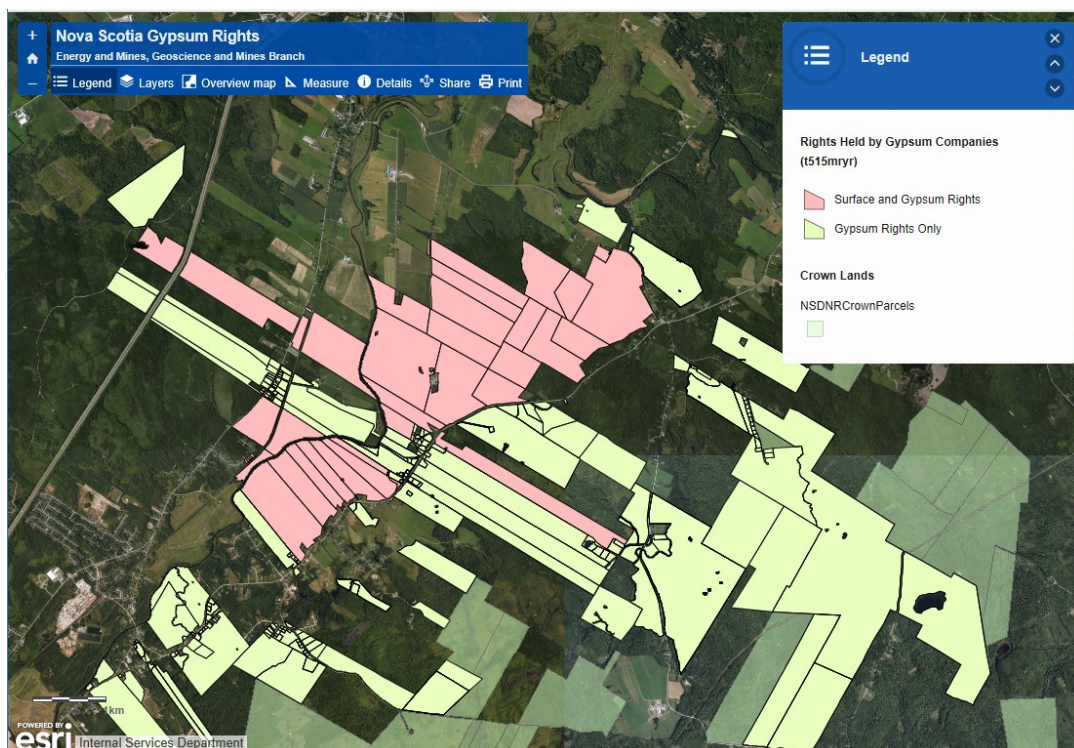 +
Nova Scotia Gypsum Rights
Energy and Mines, Geoscience and Mines Branch
–
Legend Layers Overview map Measure Details Share Print
Legend
Rights Held by Gypsum Companies
(t515mryr)
Surface and Gypsum Rights
Gypsum Rights Only
Crown Lands
NSDNRCrownParcels
1km
POWERED BY
esri Internal Services Department